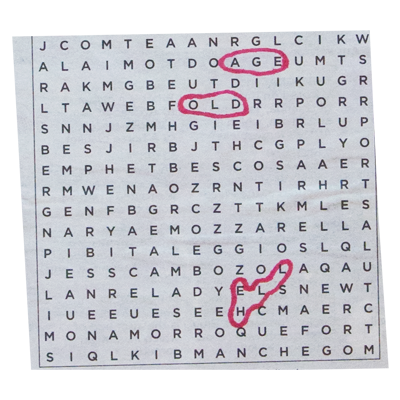 J C O M T E A A N R G L C I K W
A L A I M O T D O A G E U M T S
R A K M G B E U T D I I K U G R
L T A W E B F O L D R R P O R R
S N N J Z M H G I E I B R L U P
B E S J I R B J T H C G P L Y O
E M P H E T B E S C O S A A E R
R M W E N A O Z R N T I R H R T
G E N F B G R C Z T T K M L E S
N A R Y A E M O Z Z A R E L L A
P I B I T A L E G G I O S L Q L
J E S S C A M B O Z O L A Q A U
L A N R E L A D Y E L S N E W T
I U E E U E S E E H C M A E R C
M O N A M O R R O Q U E F O R T
S I Q L K I B M A N C H E G O M